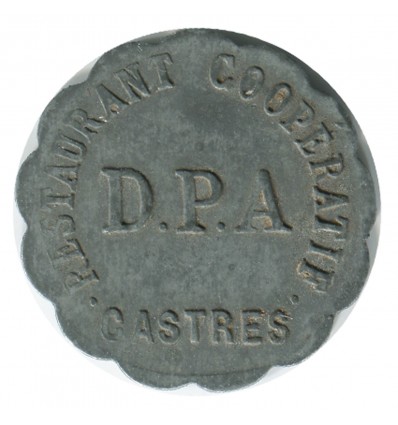 RESTAURANT COOPÉRATIF
D.P.A
·CASTRES·